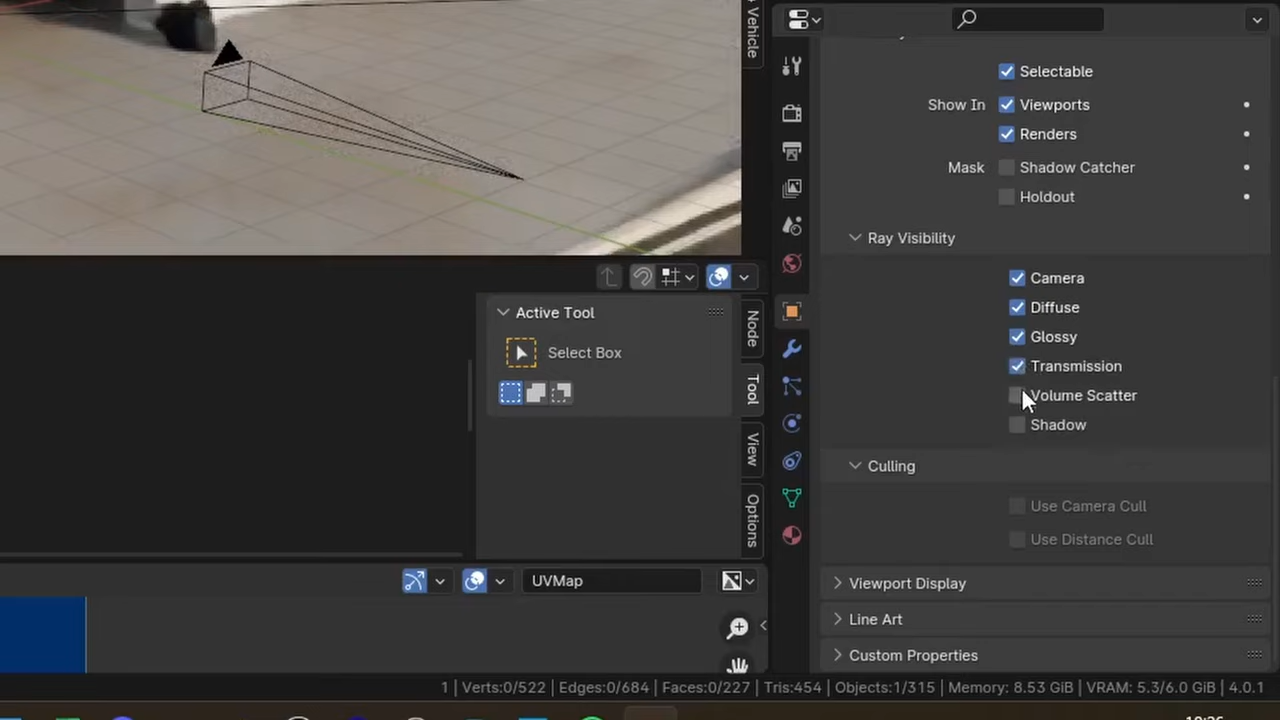 Vehicle
Selectable
Show In
Viewports
Renders
Mask
Shadow Catcher
Holdout
Ray Visibility
Camera
Diffuse
Glossy
Transmission
Volume Scatter
Shadow
Culling
Use Camera Cull
Use Distance Cull
Viewport Display
Line Art
Custom Properties
Active Tool
Select Box
Node
Tool
View
Options
UVMap
1 | Verts:0/522 | Edges:0/684 | Faces:0/227 | Tris:454 | Objects:1/315 | Memory: 8.53 GiB | VRAM: 5.3/6.0 GiB | 4.0.1